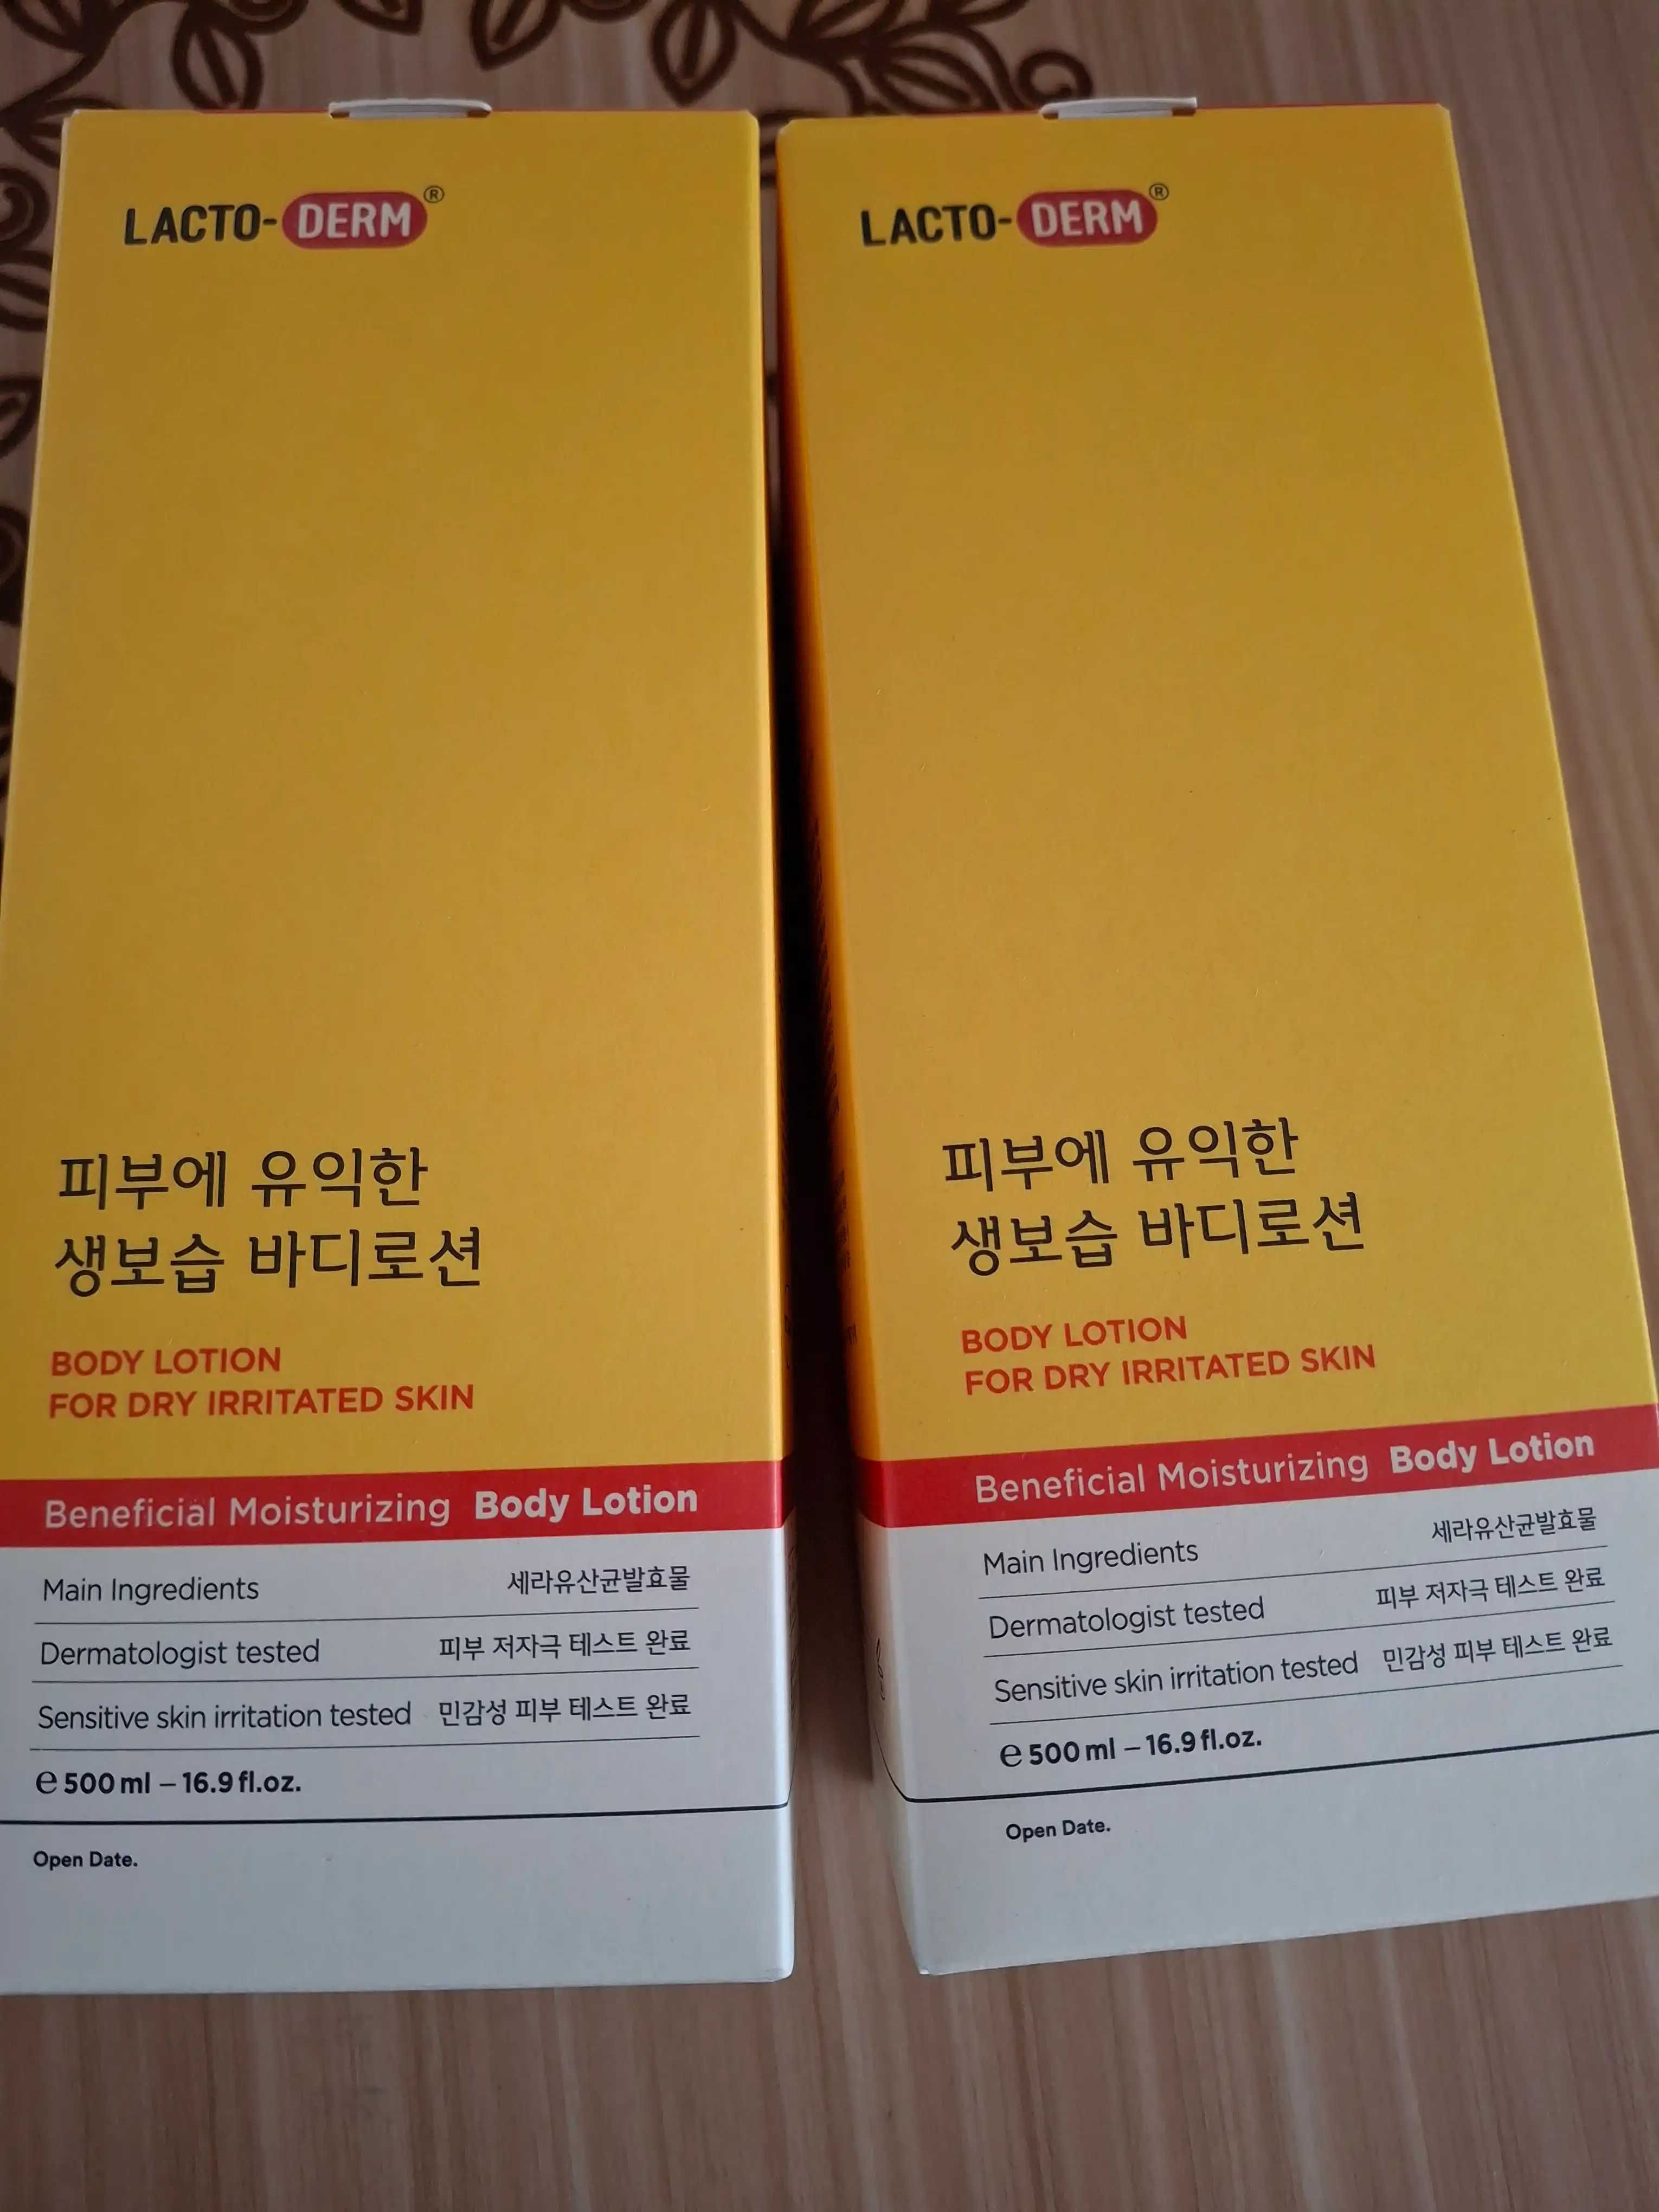 LACTO-DERM®
피부에 유익한
생보습 바디로션
BODY LOTION
FOR DRY IRRITATED SKIN
Beneficial Moisturizing Body Lotion
Main Ingredients 세라유산균발효물
Dermatologist tested 피부 저자극 테스트 완료
Sensitive skin irritation tested 민감성 피부 테스트 완료
℮ 500 ml – 16.9 fl.oz.
Open Date.
LACTO-DERM®
피부에 유익한
생보습 바디로션
BODY LOTION
FOR DRY IRRITATED SKIN
Beneficial Moisturizing Body Lotion
Main Ingredients 세라유산균발효물
Dermatologist tested 피부 저자극 테스트 완료
Sensitive skin irritation tested 민감성 피부 테스트 완료
℮ 500 ml – 16.9 fl.oz.
Open Date.